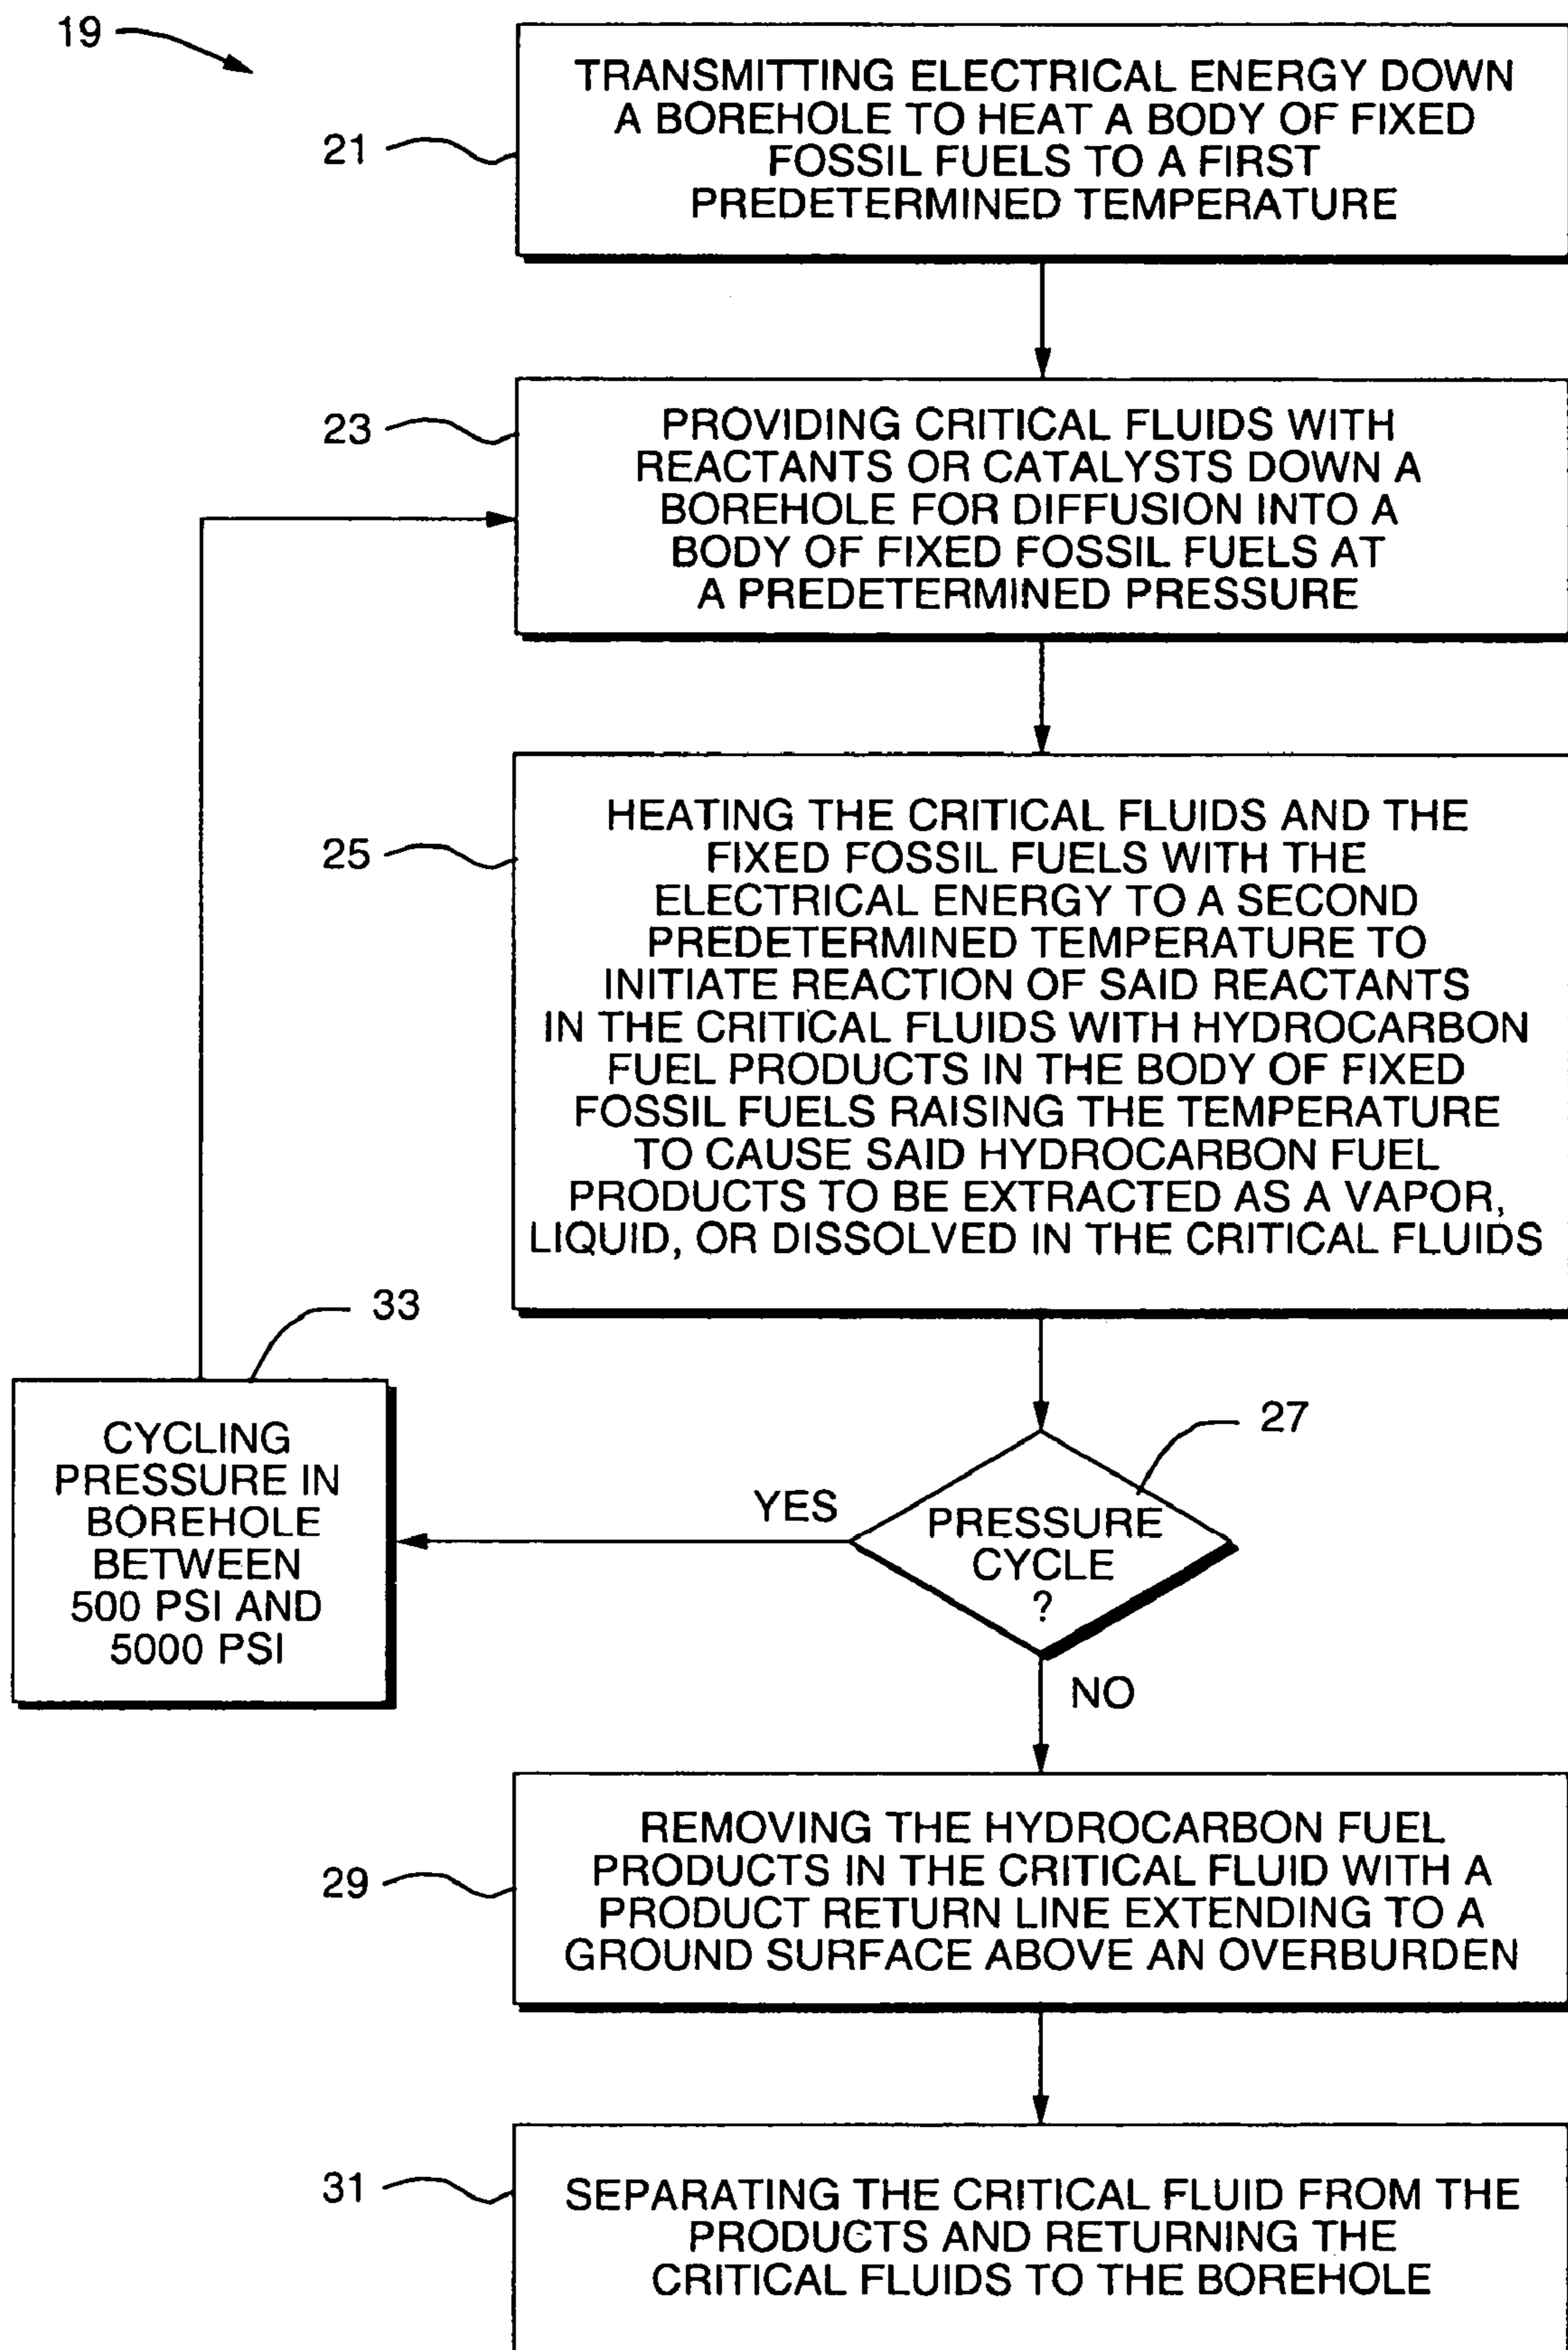 19
21
TRANSMITTING ELECTRICAL ENERGY DOWN
A BOREHOLE TO HEAT A BODY OF FIXED
FOSSIL FUELS TO A FIRST
PREDETERMINED TEMPERATURE
23
PROVIDING CRITICAL FLUIDS WITH
REACTANTS OR CATALYSTS DOWN A
BOREHOLE FOR DIFFUSION INTO A
BODY OF FIXED FOSSIL FUELS AT
A PREDETERMINED PRESSURE
25
HEATING THE CRITICAL FLUIDS AND THE
FIXED FOSSIL FUELS WITH THE
ELECTRICAL ENERGY TO A SECOND
PREDETERMINED TEMPERATURE TO
INITIATE REACTION OF SAID REACTANTS
IN THE CRITICAL FLUIDS WITH HYDROCARBON
FUEL PRODUCTS IN THE BODY OF FIXED
FOSSIL FUELS RAISING THE TEMPERATURE
TO CAUSE SAID HYDROCARBON FUEL
PRODUCTS TO BE EXTRACTED AS A VAPOR,
LIQUID, OR DISSOLVED IN THE CRITICAL FLUIDS
33
CYCLING
PRESSURE IN
BOREHOLE
BETWEEN
500 PSI AND
5000 PSI
27
YES
PRESSURE
CYCLE
?
NO
29
REMOVING THE HYDROCARBON FUEL
PRODUCTS IN THE CRITICAL FLUID WITH A
PRODUCT RETURN LINE EXTENDING TO A
GROUND SURFACE ABOVE AN OVERBURDEN
31
SEPARATING THE CRITICAL FLUID FROM THE
PRODUCTS AND RETURNING THE
CRITICAL FLUIDS TO THE BOREHOLE